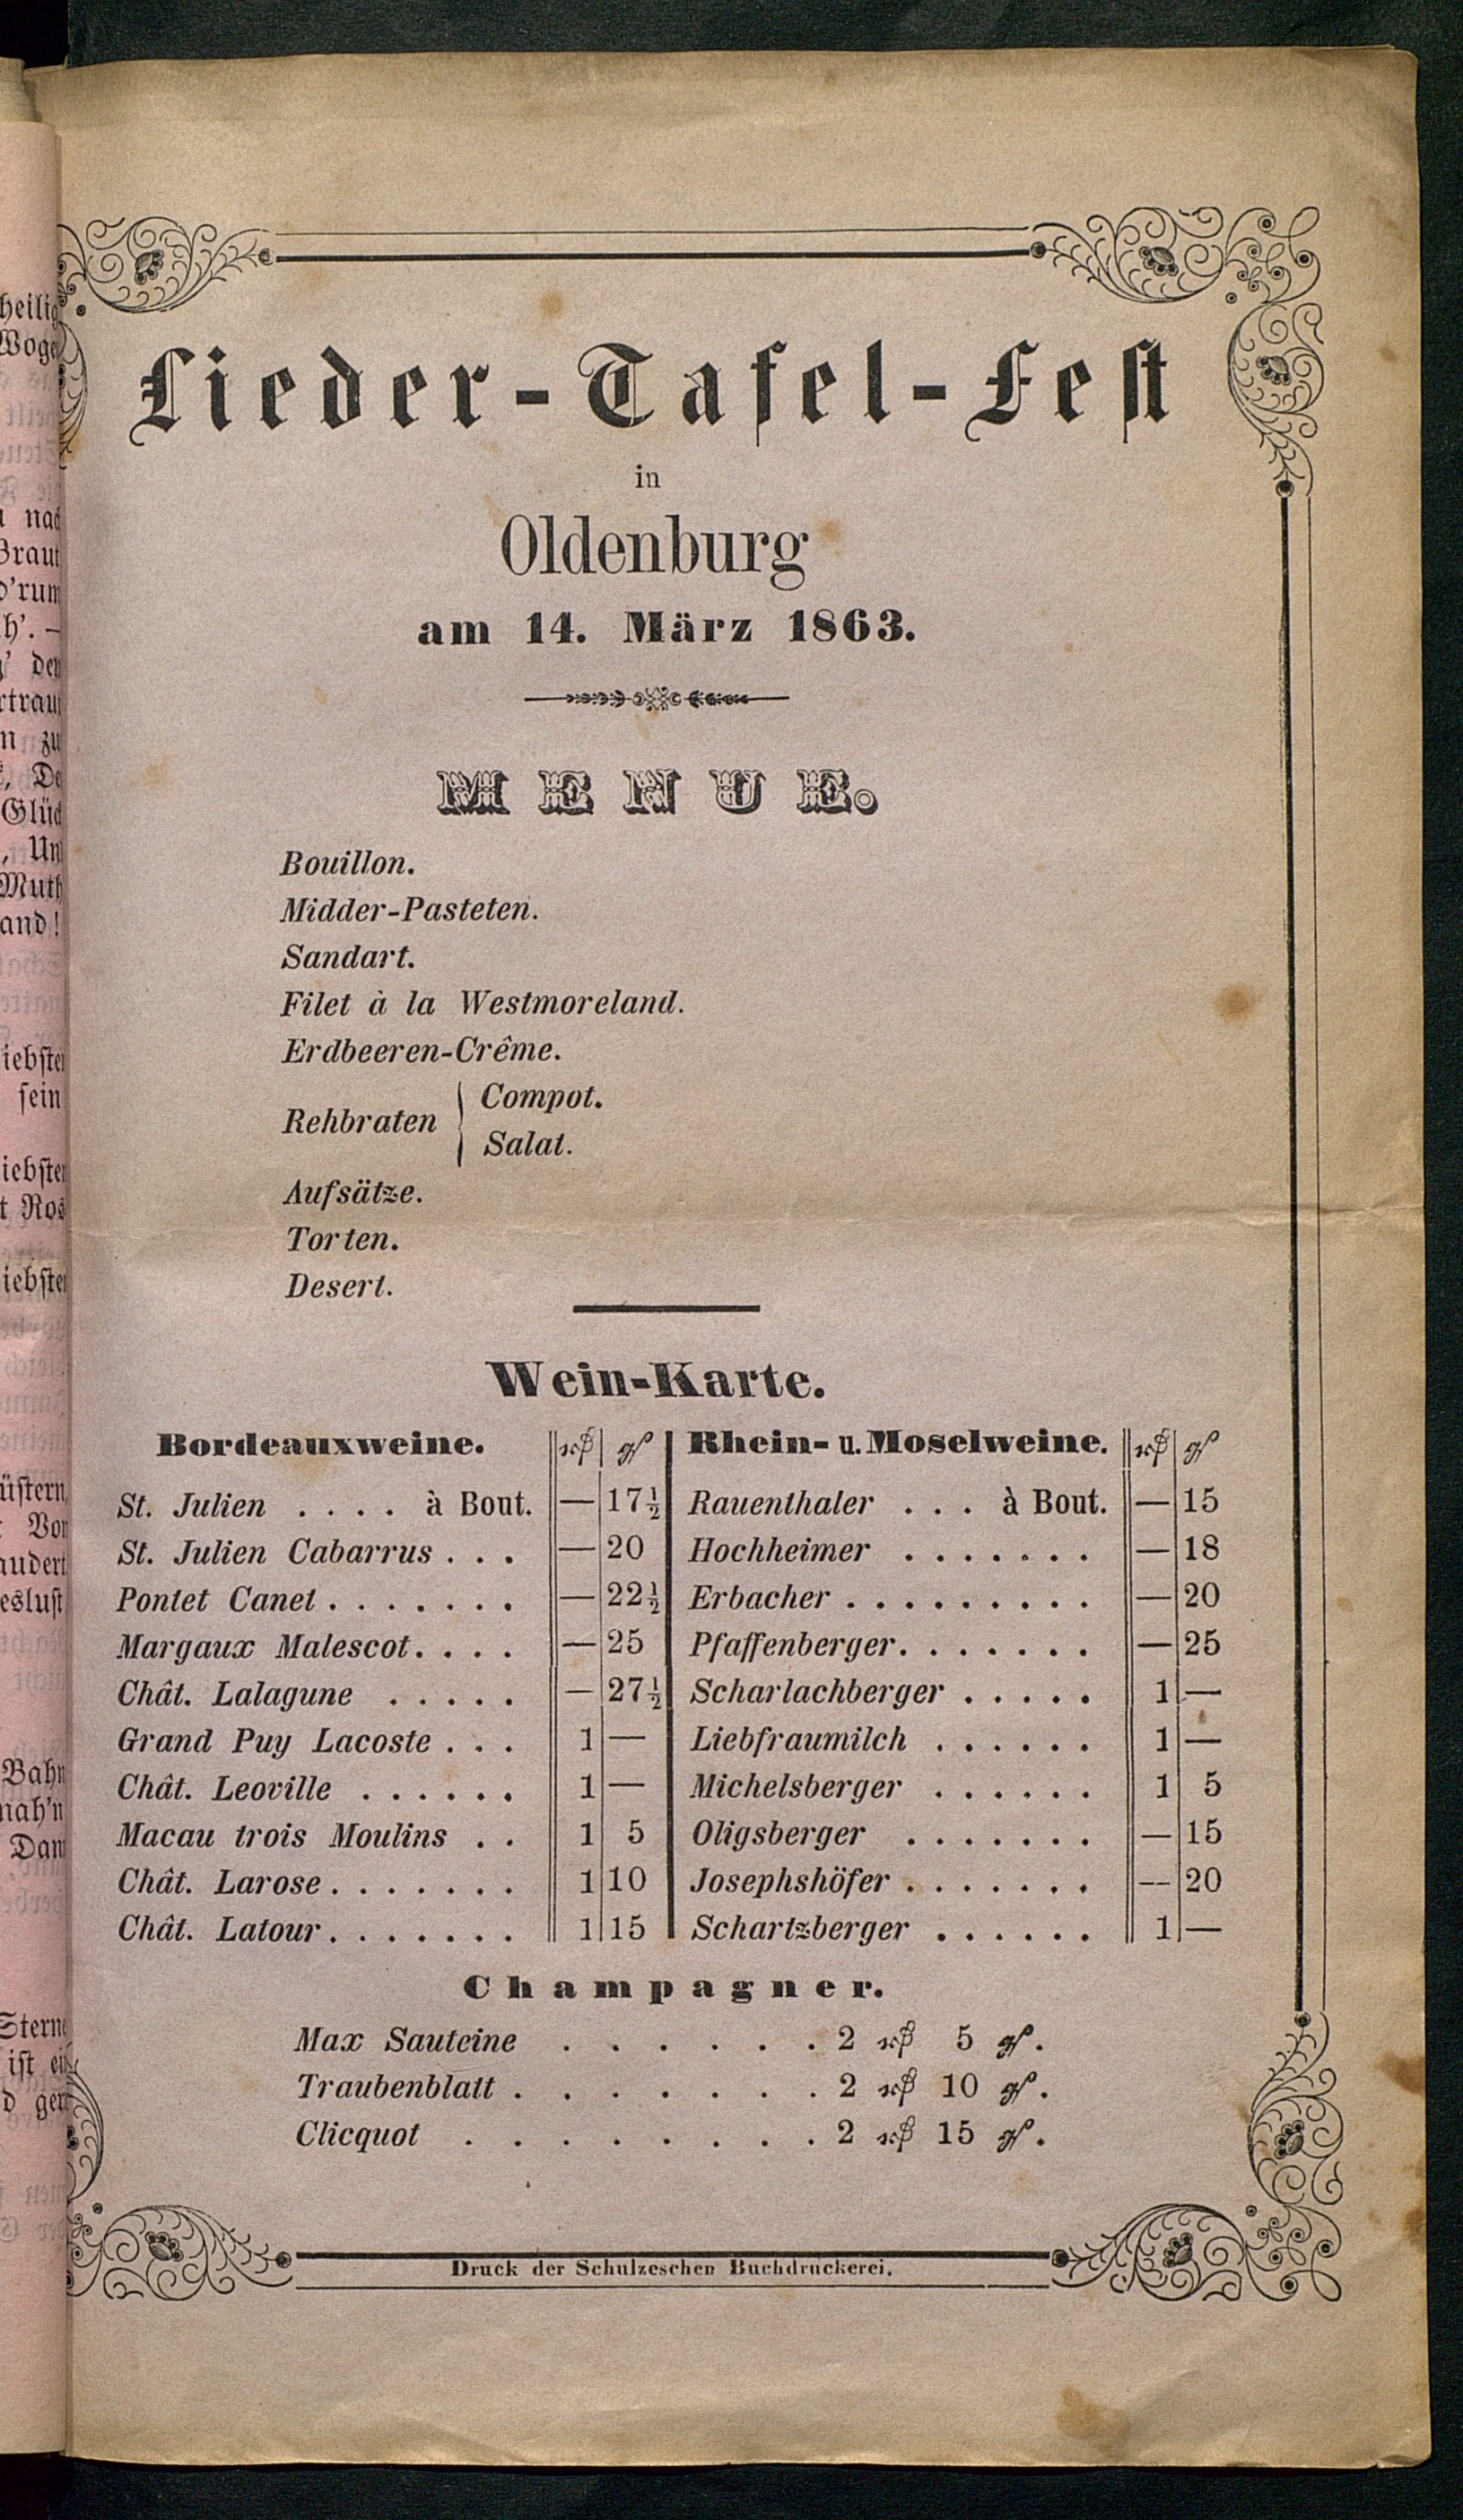 Lieder-Tafel-Fest
in
Oldenburg
am 14. März 1863.
MENUE.
Bouillon.
Midder-Pasteten.
Sandart.
Filet à la Westmoreland.
Erdbeeren-Crême.
Rehbraten { Compot.
Salat.
Aufsätze.
Torten.
Desert.
Wein-Karte.
Bordeauxweine. ₰ gſ
St. Julien . . . . à Bout. — 17½
St. Julien Cabarrus . . . — 20
Pontet Canet . . . . . . . — 22½
Margaux Malescot. . . . — 25
Chât. Lalagune . . . . . — 27½
Grand Puy Lacoste . . . 1 —
Chât. Leoville . . . . . . 1 —
Macau trois Moulins . . 1 5
Chât. Larose . . . . . . . 1 10
Chât. Latour . . . . . . . 1 15
Rhein- u. Moselweine. ₰ gſ
Rauenthaler . . . à Bout. — 15
Hochheimer . . . . . . . — 18
Erbacher . . . . . . . . . — 20
Pfaffenberger. . . . . . . — 25
Scharlachberger . . . . . 1 —
Liebfraumilch . . . . . . 1 —
Michelsberger . . . . . . 1 5
Oligsberger . . . . . . . — 15
Josephshöfer . . . . . . . — 20
Schartzberger . . . . . . 1 —
Champagner.
Max Sauteine . . . . . . 2 ₰ 5 gſ.
Traubenblatt . . . . . . . 2 ₰ 10 gſ.
Clicquot . . . . . . . . 2 ₰ 15 gſ.
Druck der Schulzeschen Buchdruckerei.